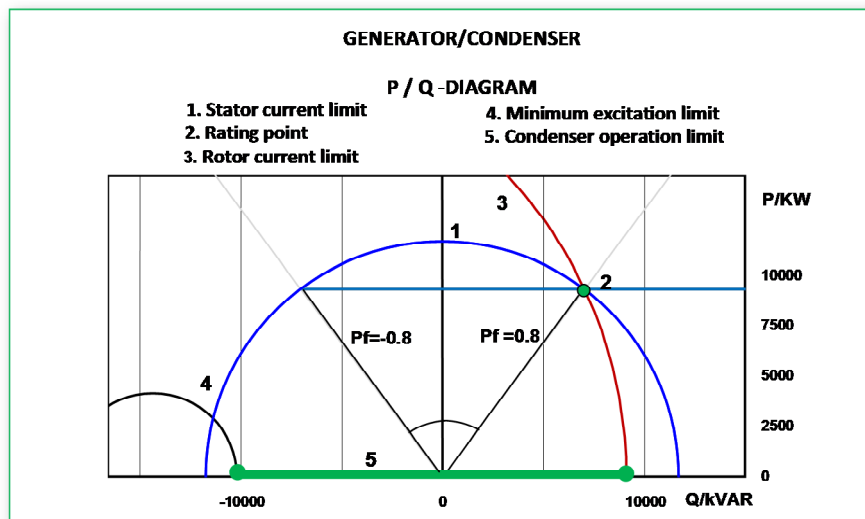 GENERATOR/CONDENSER
P / Q -DIAGRAM
1. Stator current limit
2. Rating point
3. Rotor current limit
4. Minimum excitation limit
5. Condenser operation limit
3
P/KW
1
2
10000
Pf=-0.8
Pf =0.8
7500
4
5000
2500
5
0
-10000
0
10000
Q/kVAR